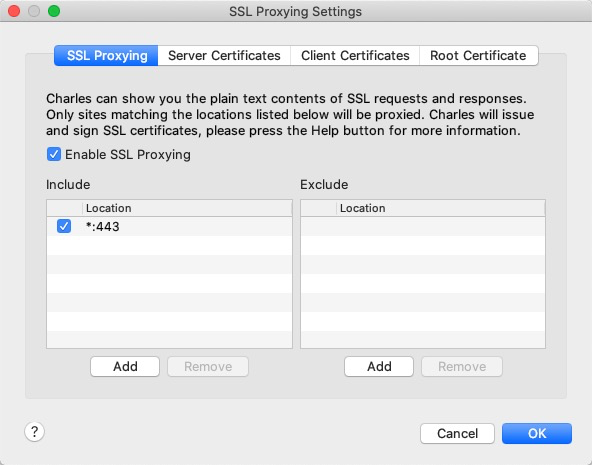 SSL Proxying Settings
SSL Proxying Server Certificates Client Certificates Root Certificate
Charles can show you the plain text contents of SSL requests and responses.
Only sites matching the locations listed below will be proxied. Charles will issue
and sign SSL certificates, please press the Help button for more information.
Enable SSL Proxying
Include Exclude
Location Location
*:443
Add Remove Add Remove
? Cancel OK